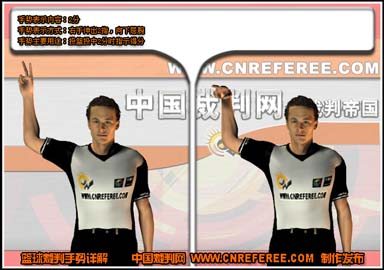 手势表示内容：2分
手势表示方式：右手伸出2指，向下屈腕
手势主要用途：投篮投中2分时指示得分
WWW.CNREFEREE.COM
中国裁判网 裁判帝国
WWW.CNREFEREE.COM WWW.CNREFEREE.COM
篮球裁判手势详解 中国裁判网 WWW.CNREFEREE.COM 制作发布